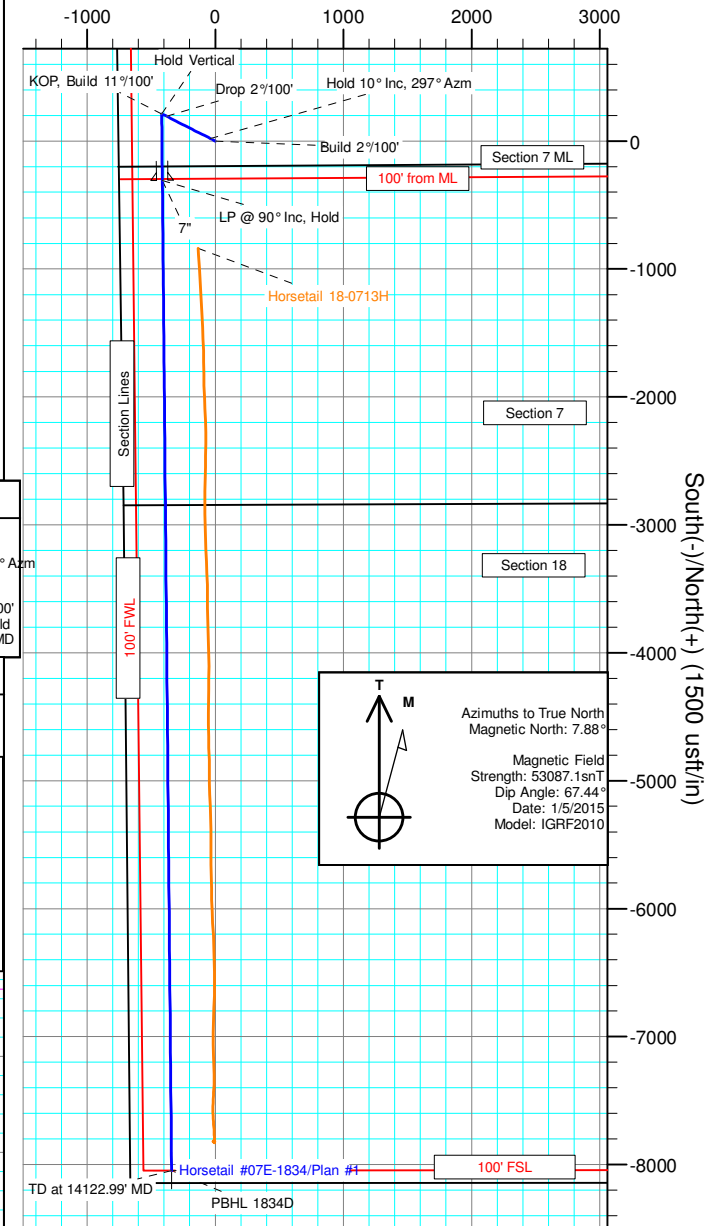 -1000 0 1000 2000 3000
Hold Vertical
KOP, Build 11°/100'
Drop 2°/100'
Hold 10° Inc, 297° Azm
Build 2°/100'
0
Section 7 ML
100' from ML
LP @ 90° Inc, Hold
7"
-1000
Horsetail 18-0713H
Section Lines
-2000
Section 7
South(-)/North(+) (1500 usft/in)
-3000
Section 18
° Azm
00'
ld
MD
100' FWL
-4000
T
M
Azimuths to True North
Magnetic North: 7.88°
Magnetic Field
Strength: 53087.1snT
Dip Angle: 67.44°
Date: 1/5/2015
Model: IGRF2010
-5000
-6000
-7000
-8000
Horsetail #07E-1834/Plan #1
100' FSL
TD at 14122.99' MD
PBHL 1834D